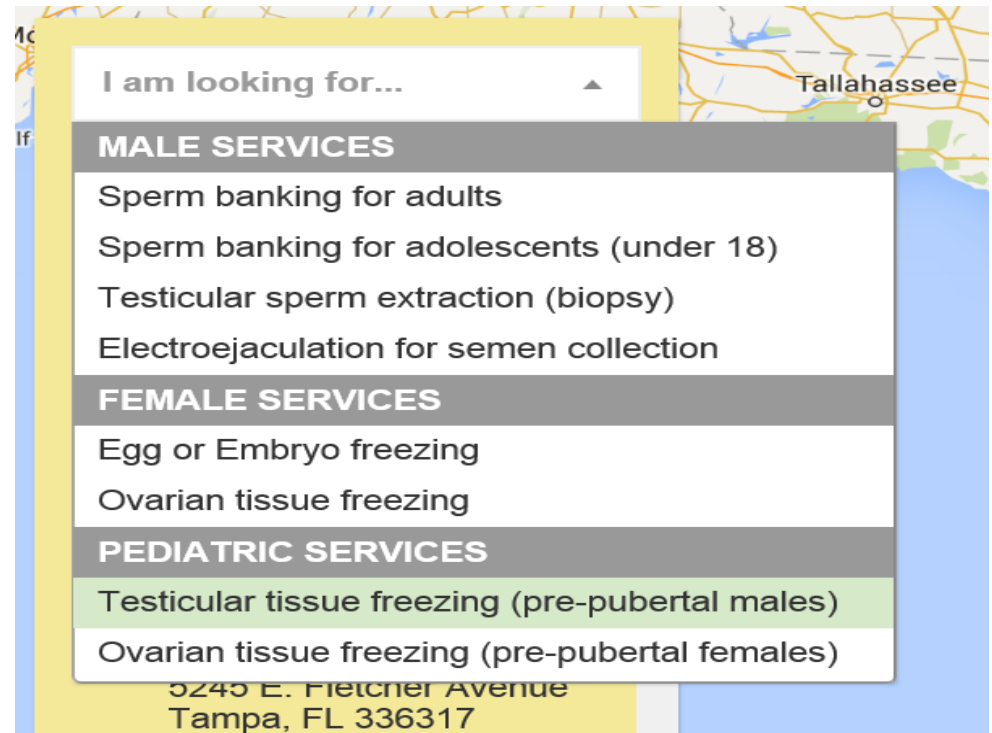 I am looking for...
Tallahassee
MALE SERVICES
Sperm banking for adults
Sperm banking for adolescents (under 18)
Testicular sperm extraction (biopsy)
Electroejaculation for semen collection
FEMALE SERVICES
Egg or Embryo freezing
Ovarian tissue freezing
PEDIATRIC SERVICES
Testicular tissue freezing (pre-pubertal males)
Ovarian tissue freezing (pre-pubertal females)
5245 E. Fletcher Avenue
Tampa, FL 336317